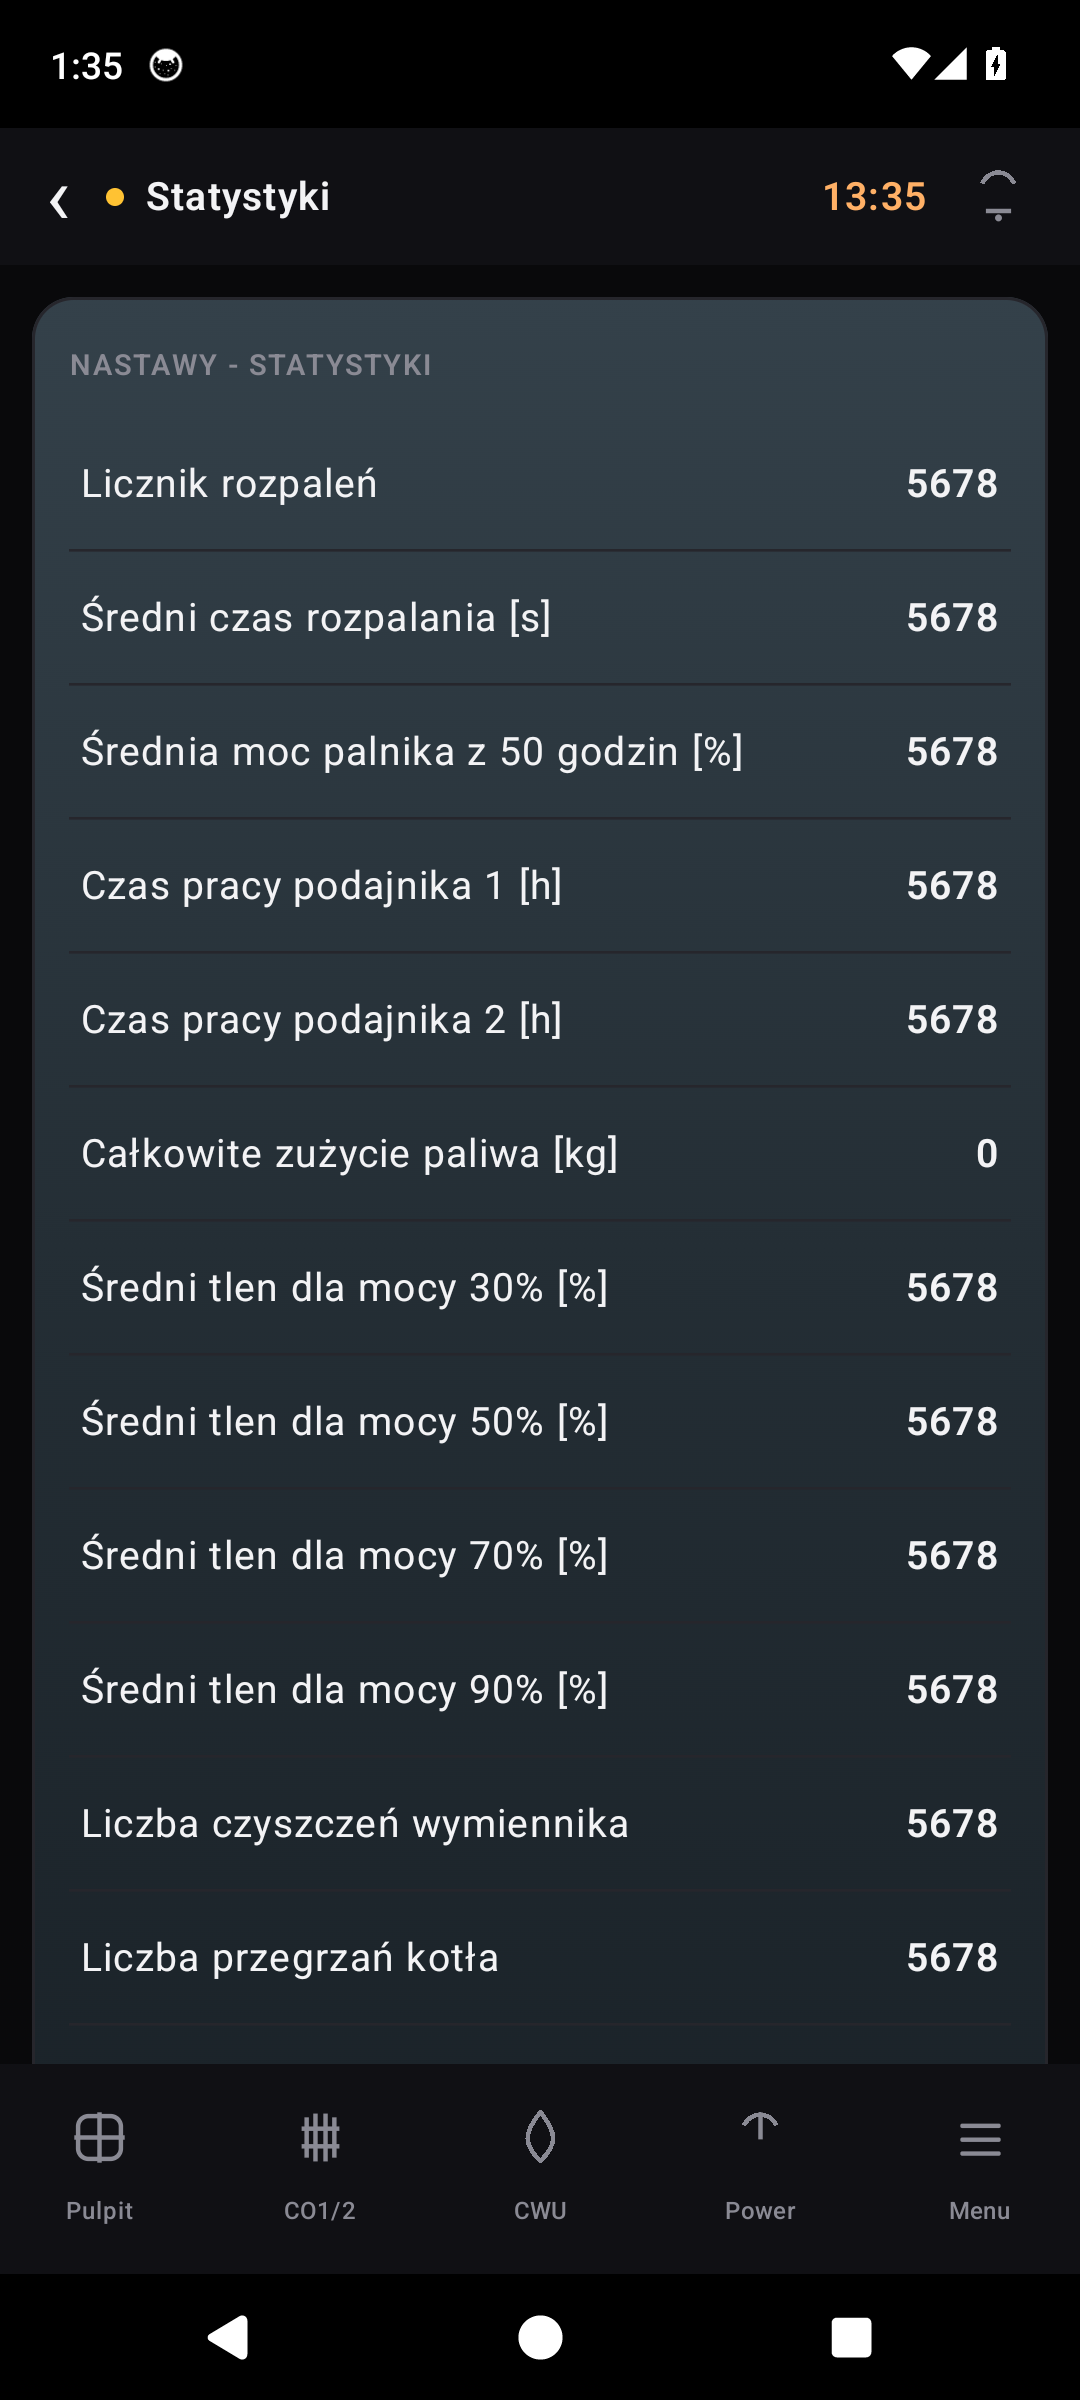 1:35
‹ Statystyki 13:35
NASTAWY - STATYSTYKI
Licznik rozpaleń 5678
Średni czas rozpalania [s] 5678
Średnia moc palnika z 50 godzin [%] 5678
Czas pracy podajnika 1 [h] 5678
Czas pracy podajnika 2 [h] 5678
Całkowite zużycie paliwa [kg] 0
Średni tlen dla mocy 30% [%] 5678
Średni tlen dla mocy 50% [%] 5678
Średni tlen dla mocy 70% [%] 5678
Średni tlen dla mocy 90% [%] 5678
Liczba czyszczeń wymiennika 5678
Liczba przegrzań kotła 5678
Pulpit CO1/2 CWU Power Menu